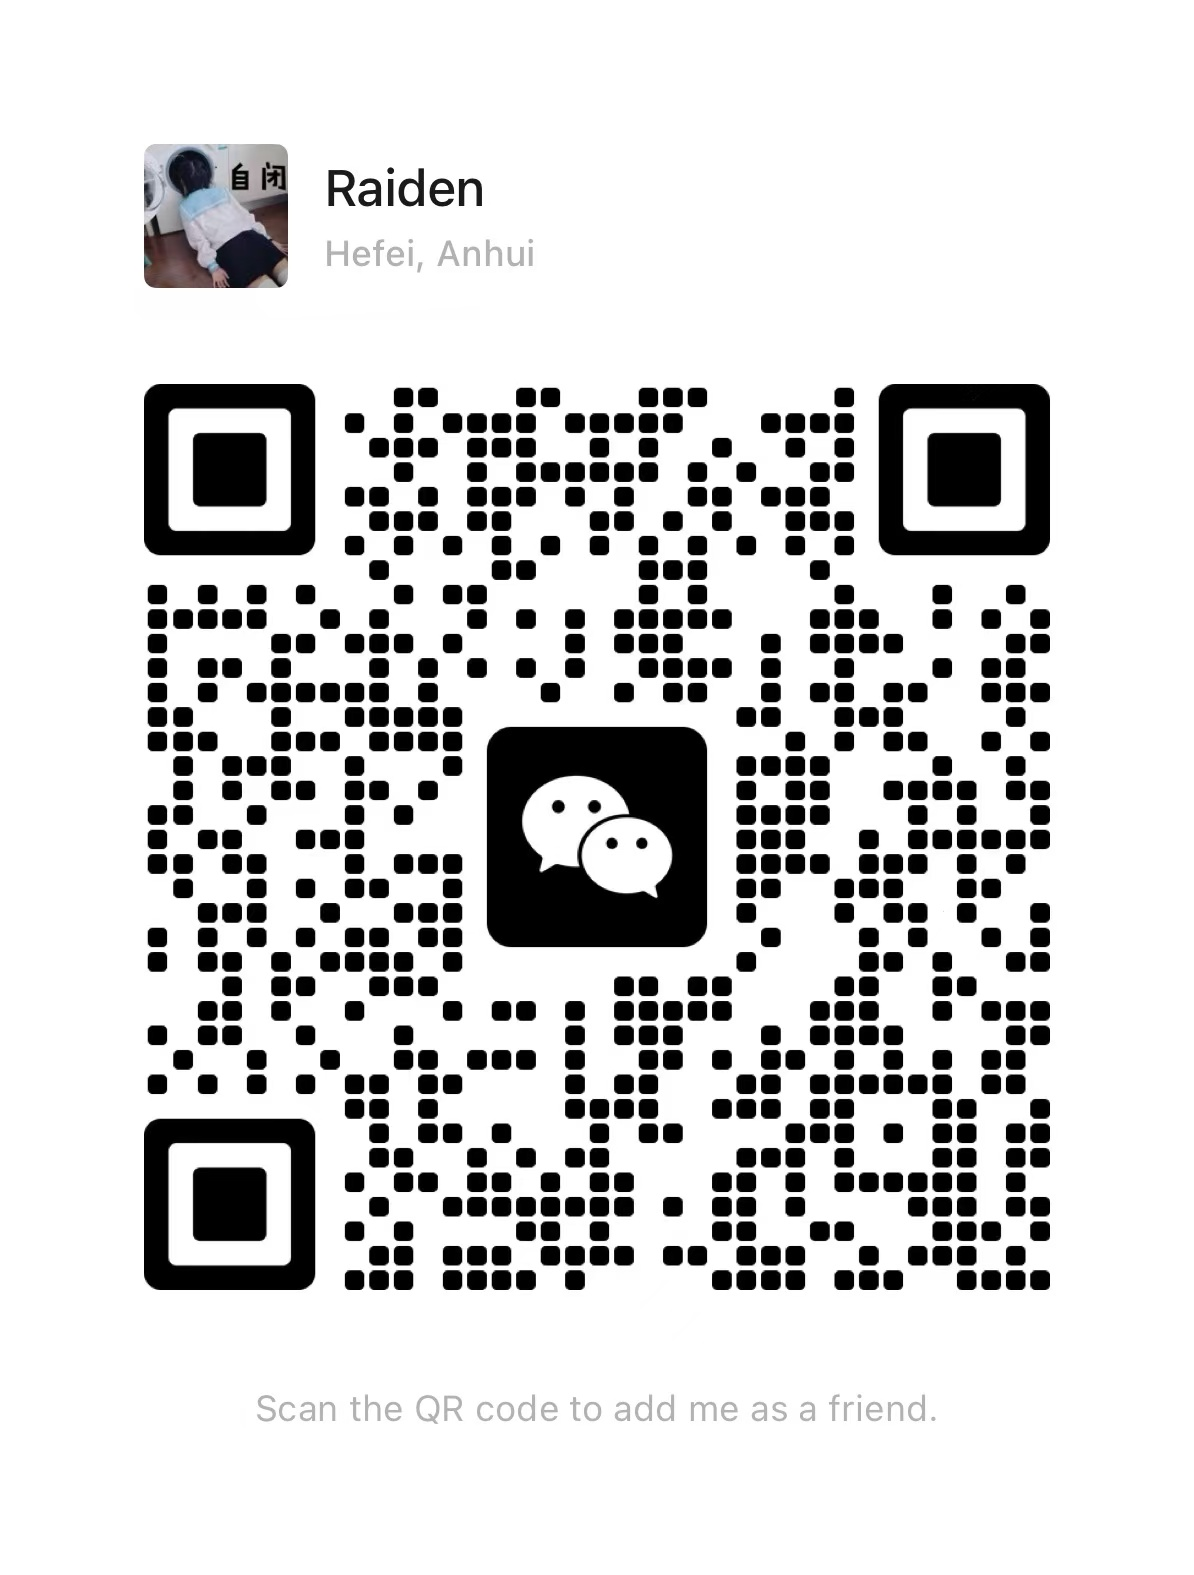 自闭
Raiden
Hefei, Anhui
Scan the QR code to add me as a friend.